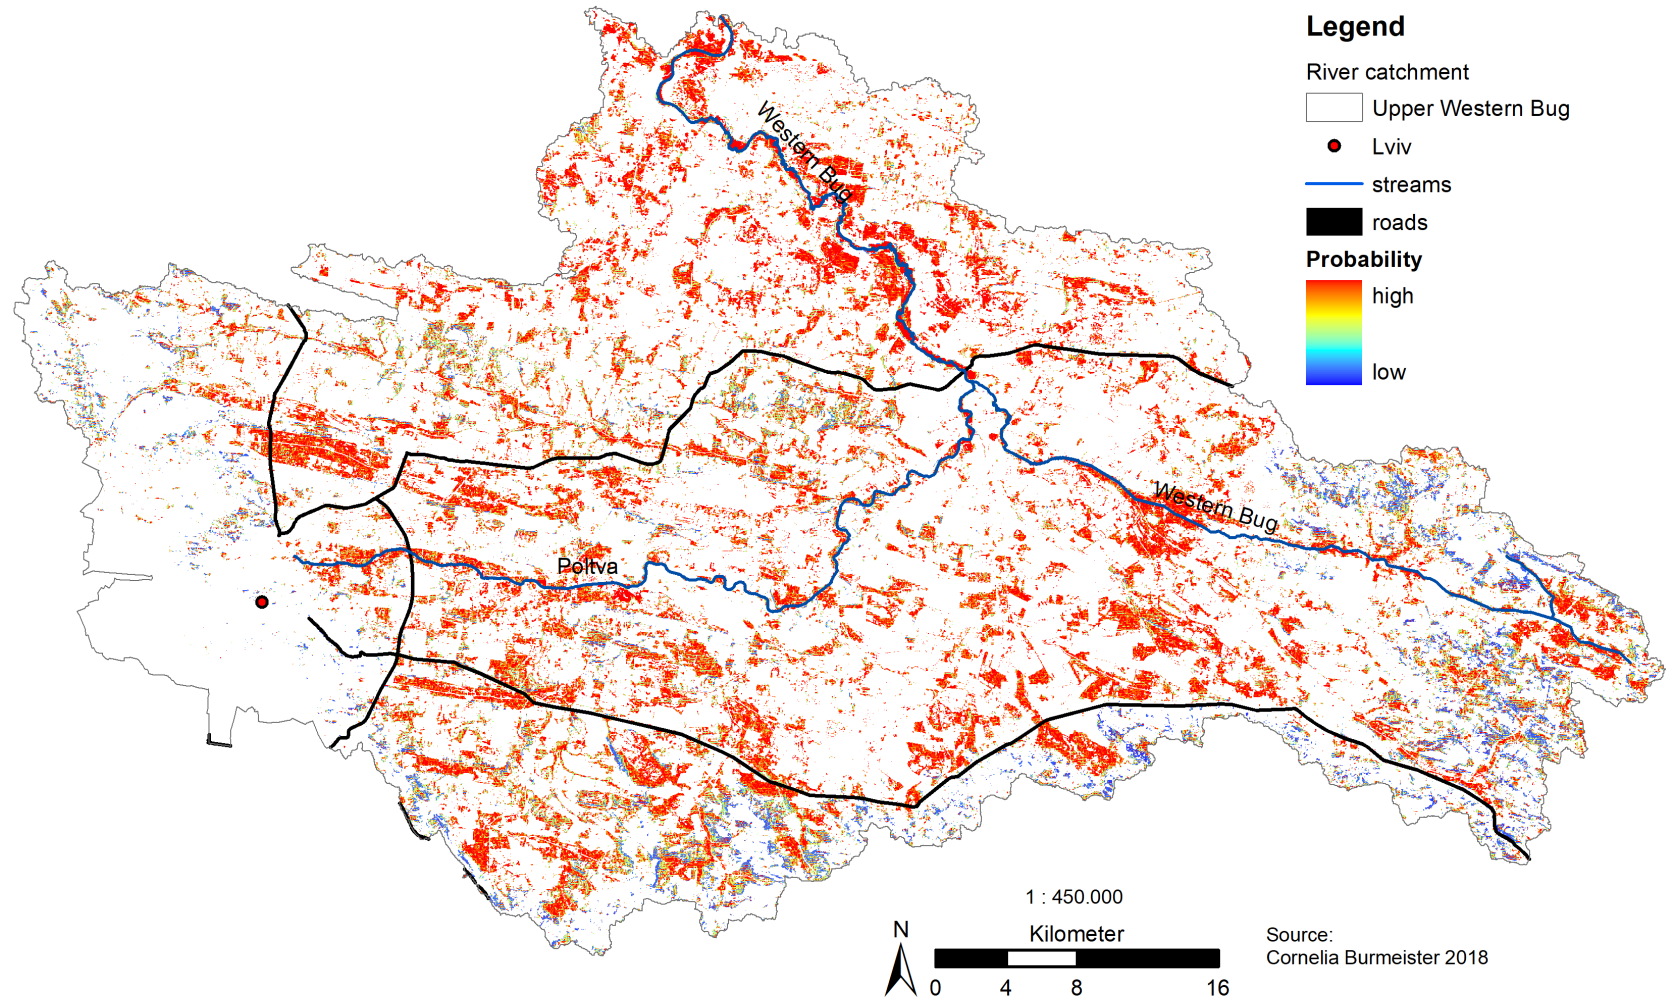 Legend
River catchment
Upper Western Bug
Lviv
streams
roads
Probability
high
low
Western Bug
Western Bug
Poltva
1 : 450.000
N
Kilometer
0 4 8 16
Source:
Cornelia Burmeister 2018